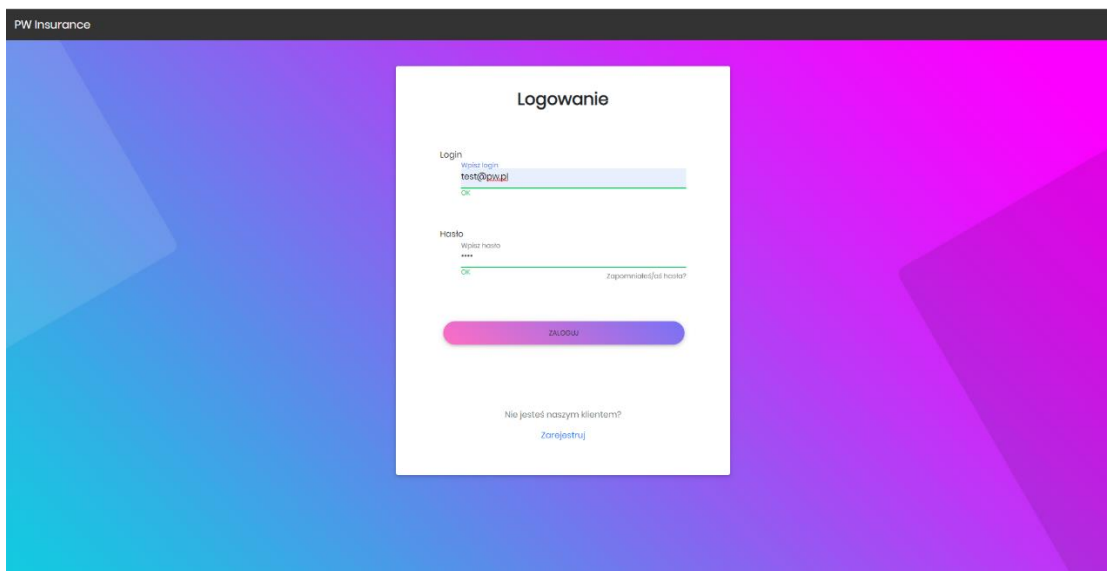 PW Insurance
Logowanie
Login
Wpisz login
test@pw.pl
OK
Hasło
Wpisz hasło
••••
OK
Zapomniałeś/aś hasła?
ZALOGUJ
Nie jesteś naszym klientem?
Zarejestruj